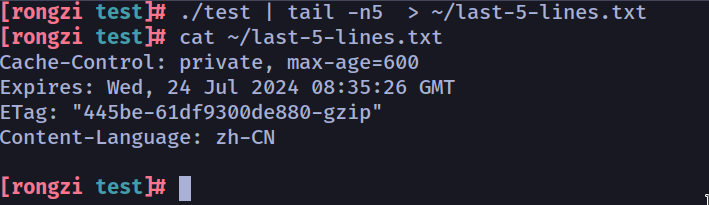 [rongzi test]# ./test | tail -n5  > ~/last-5-lines.txt
[rongzi test]# cat ~/last-5-lines.txt
Cache-Control: private, max-age=600
Expires: Wed, 24 Jul 2024 08:35:26 GMT
ETag: "445be-61df9300de880-gzip"
Content-Language: zh-CN

[rongzi test]#